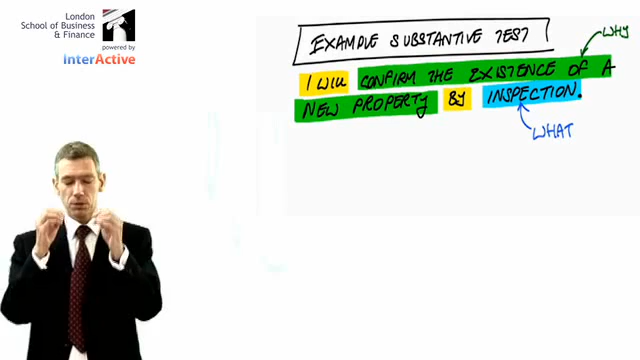 London
School of Business
& Finance
powered by
InterActive
EXAMPLE SUBSTANTIVE TEST
WHY
I WILL CONFIRM THE EXISTENCE OF A
NEW PROPERTY BY INSPECTION.
WHAT